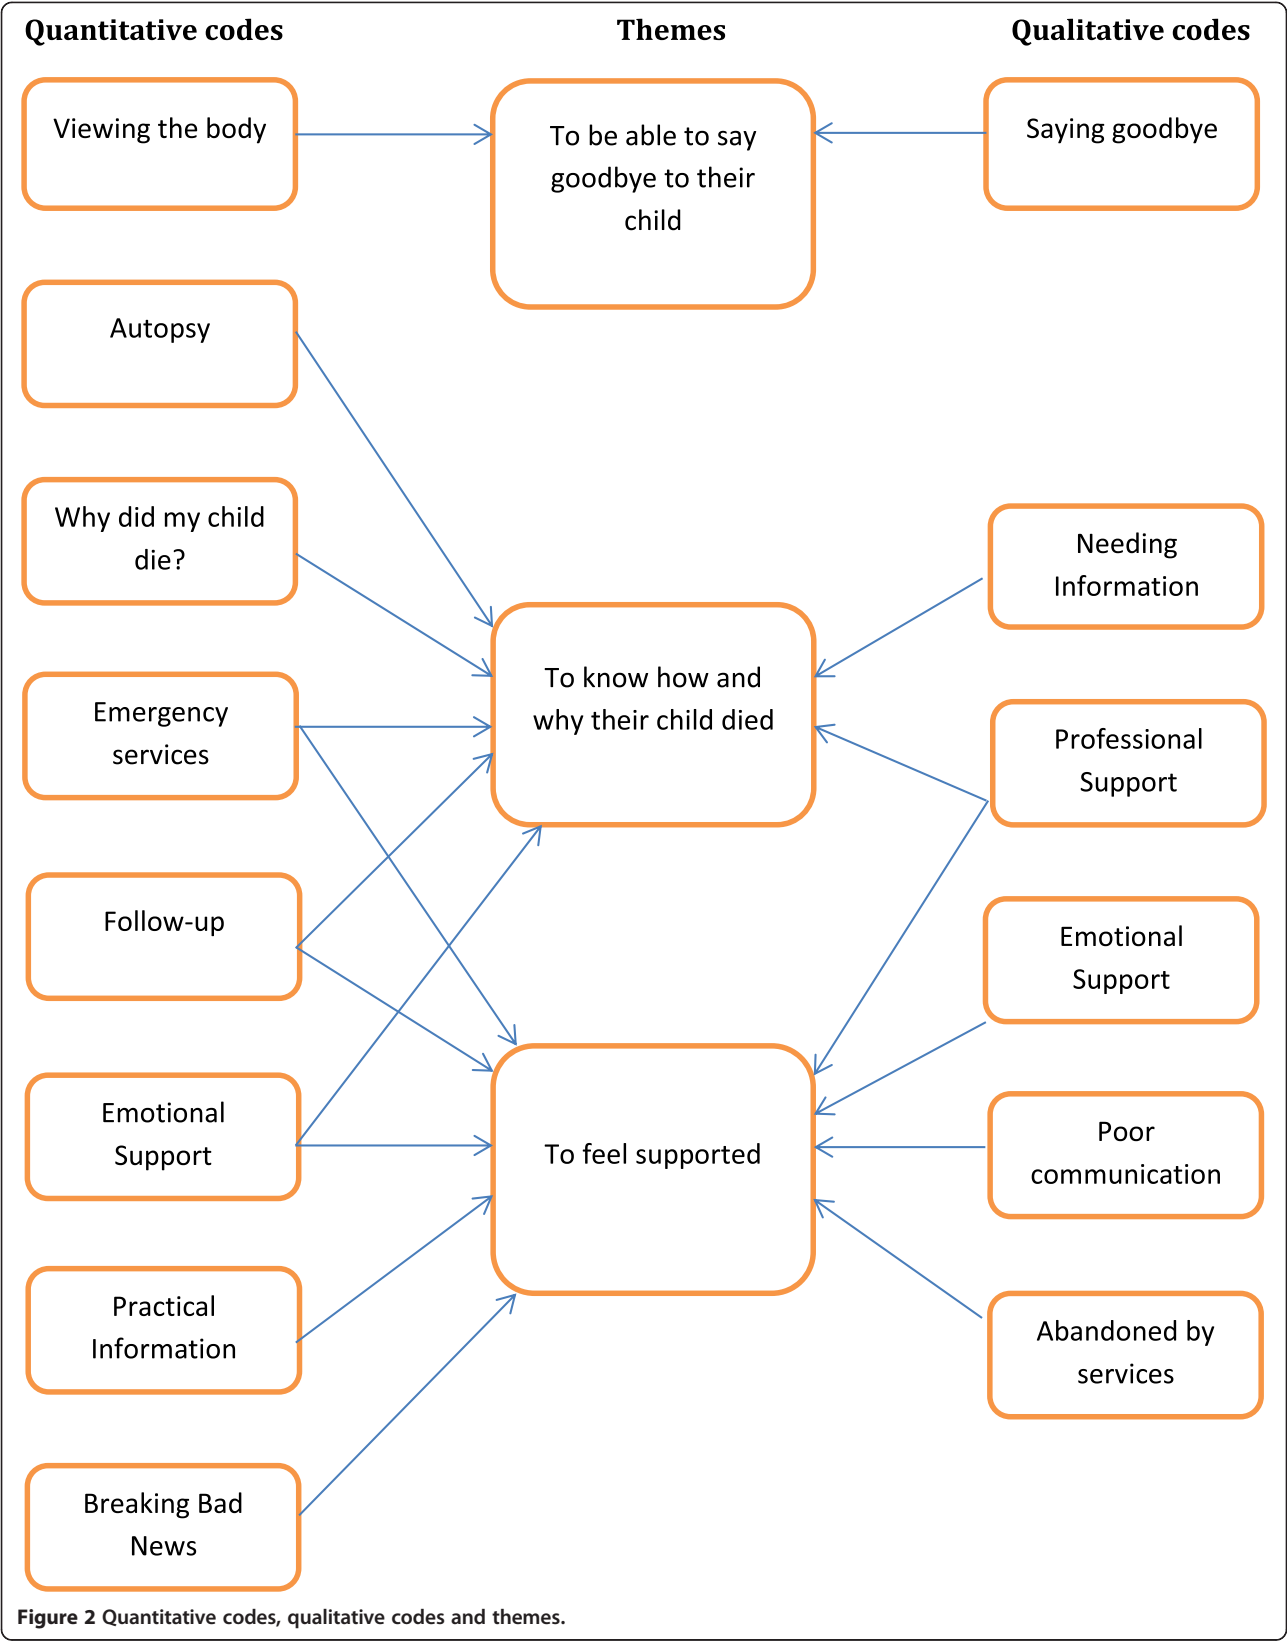 Quantitative codes
Themes
Qualitative codes
Viewing the body
To be able to say
goodbye to their
child
Saying goodbye
Autopsy
Why did my child
die?
Needing
Information
Emergency
services
To know how and
why their child died
Professional
Support
Follow-up
Emotional
Support
Emotional
Support
To feel supported
Poor
communication
Practical
Information
Abandoned by
services
Breaking Bad
News
Figure 2 Quantitative codes, qualitative codes and themes.